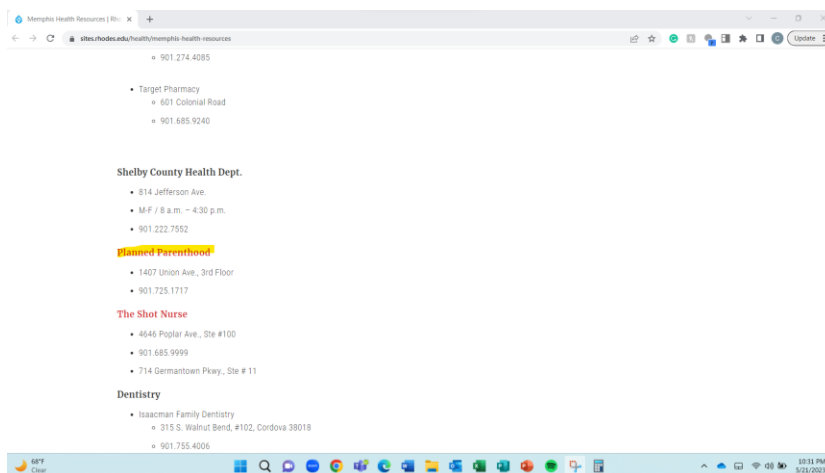 Memphis Health Resources | Rho
sites.rhodes.edu/health/memphis-health-resources
Update
901.274.4085
Target Pharmacy
601 Colonial Road
901.685.9240
Shelby County Health Dept.
814 Jefferson Ave.
M-F / 8 a.m. – 4:30 p.m.
901.222.7552
Planned Parenthood
1407 Union Ave., 3rd Floor
901.725.1717
The Shot Nurse
4646 Poplar Ave., Ste #100
901.685.9999
714 Germantown Pkwy., Ste # 11
Dentistry
Isaacman Family Dentistry
315 S. Walnut Bend, #102, Cordova 38018
901.755.4006
68°F
Clear
10:31 PM